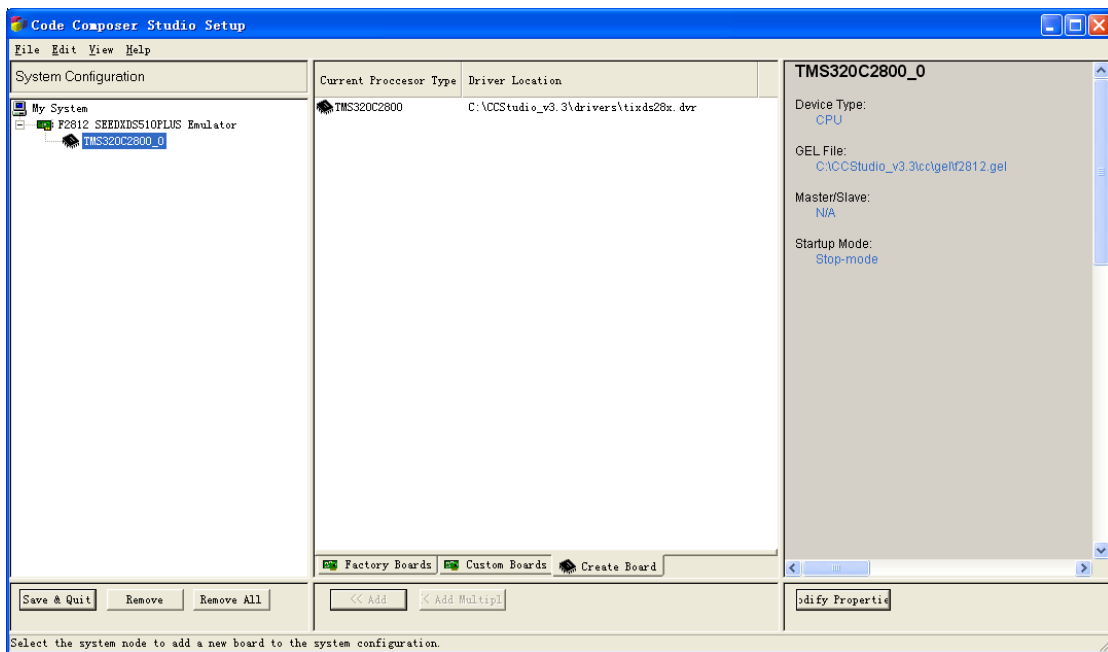 Code Composer Studio Setup
File Edit View Help
System Configuration
My System
F2812 SEEDXDS510PLUS Emulator
TMS320C2800_0
Current Proccesor Type Driver Location
TMS320C2800 C:\CCStudio_v3.3\drivers\tixds28x.dvr
Factory Boards Custom Boards Create Board
TMS320C2800_0
Device Type:
CPU
GEL File:
C:\CCStudio_v3.3\cc\gel\f2812.gel
Master/Slave:
N/A
Startup Mode:
Stop-mode
Save & Quit Remove Remove All << Add < Add Multipl odify Propertie
Select the system node to add a new board to the system configuration.